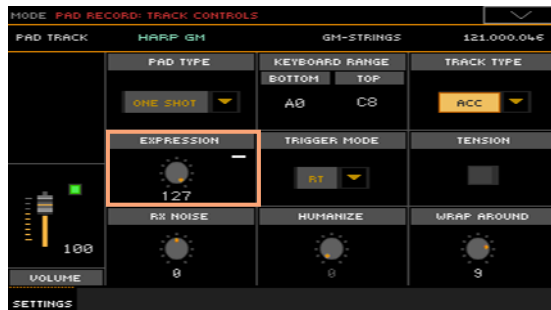 MODE PAD RECORD: TRACK CONTROLS
PAD TRACK HARP GM GM-STRINGS 121.000.046
PAD TYPE KEYBOARD RANGE TRACK TYPE
BOTTOM TOP
ONE SHOT A0 C8 ACC
EXPRESSION TRIGGER MODE TENSION
RT
127
RX NOISE HUMANIZE WRAP AROUND
100
0 0 9
VOLUME
SETTINGS